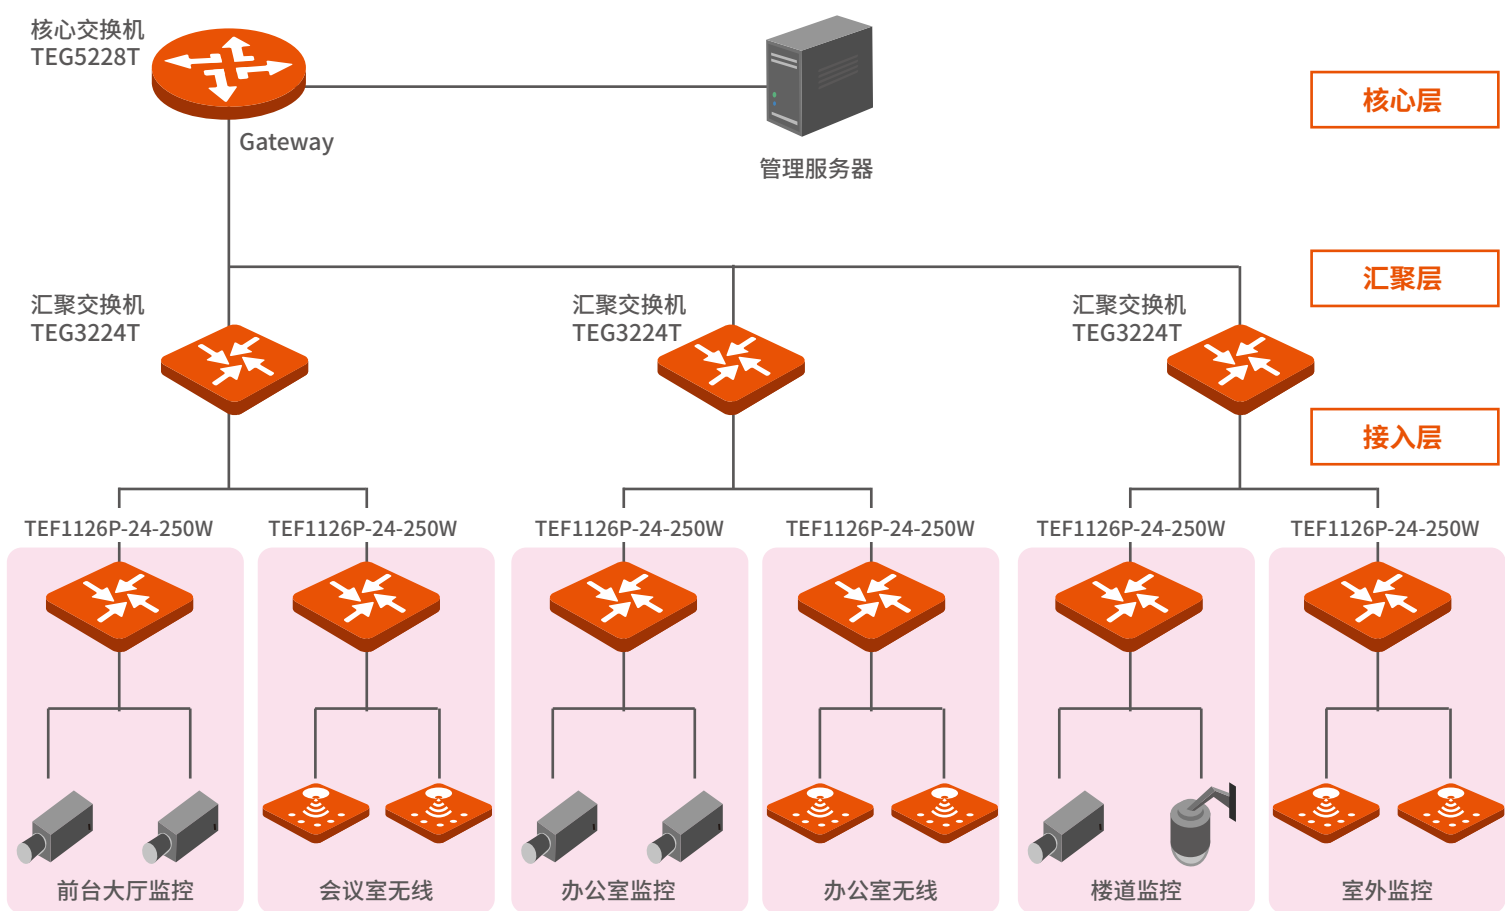 核心交换机
TEG5228T
Gateway
管理服务器
核心层
汇聚层
汇聚交换机
TEG3224T
汇聚交换机
TEG3224T
汇聚交换机
TEG3224T
接入层
TEF1126P-24-250W
TEF1126P-24-250W
TEF1126P-24-250W
TEF1126P-24-250W
TEF1126P-24-250W
TEF1126P-24-250W
前台大厅监控
会议室无线
办公室监控
办公室无线
楼道监控
室外监控